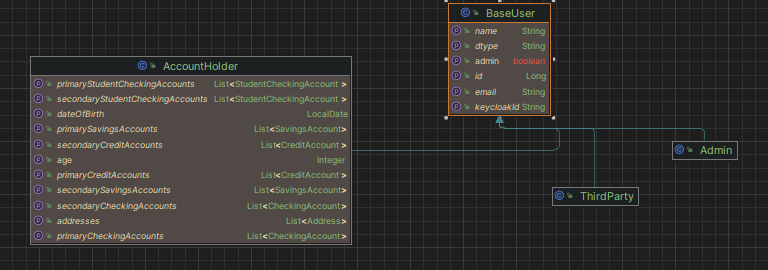 BaseUser
name String
dtype String
admin boolean
id Long
email String
keycloakId String
AccountHolder
primaryStudentCheckingAccounts List<StudentCheckingAccount >
secondaryStudentCheckingAccounts List<StudentCheckingAccount >
dateOfBirth LocalDate
primarySavingsAccounts List<SavingsAccount>
secondaryCreditAccounts List<CreditAccount >
age Integer
primaryCreditAccounts List<CreditAccount >
secondarySavingsAccounts List<SavingsAccount>
secondaryCheckingAccounts List<CheckingAccount >
addresses List<Address>
primaryCheckingAccounts List<CheckingAccount >
Admin
ThirdParty